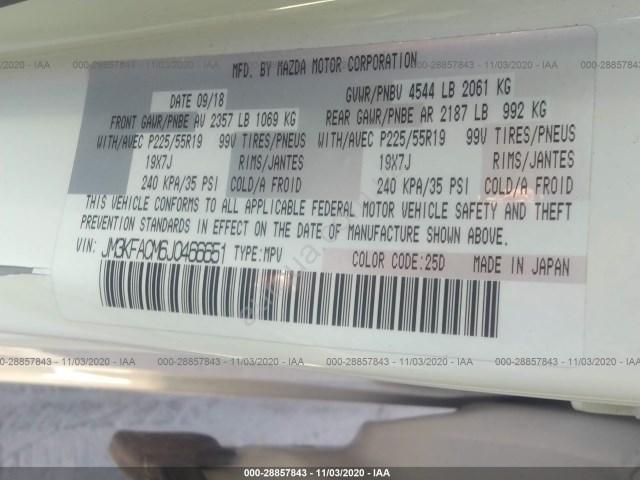 MFD. BY MAZDA MOTOR CORPORATION
DATE 09/18 GVWR/PNBV 4544 LB 2061 KG
FRONT GAWR/PNBE AV 2357 LB 1069 KG REAR GAWR/PNBE AR 2187 LB 992 KG
WITH/AVEC P225/55R19 99V TIRES/PNEUS WITH/AVEC P225/55R19 99V TIRES/PNEUS
19X7J RIMS/JANTES 19X7J RIMS/JANTES
240 KPA/35 PSI COLD/A FROID 240 KPA/35 PSI COLD/A FROID
THIS VEHICLE CONFORMS TO ALL APPLICABLE FEDERAL MOTOR VEHICLE SAFETY AND THEFT
PREVENTION STANDARDS IN EFFECT ON THE DATE OF MANUFACTURE SHOWN ABOVE.
VIN: JM3KFACM6J0466651 TYPE:MPV COLOR CODE:25D MADE IN JAPAN
000-28857843 - 11/03/2020 - IAA